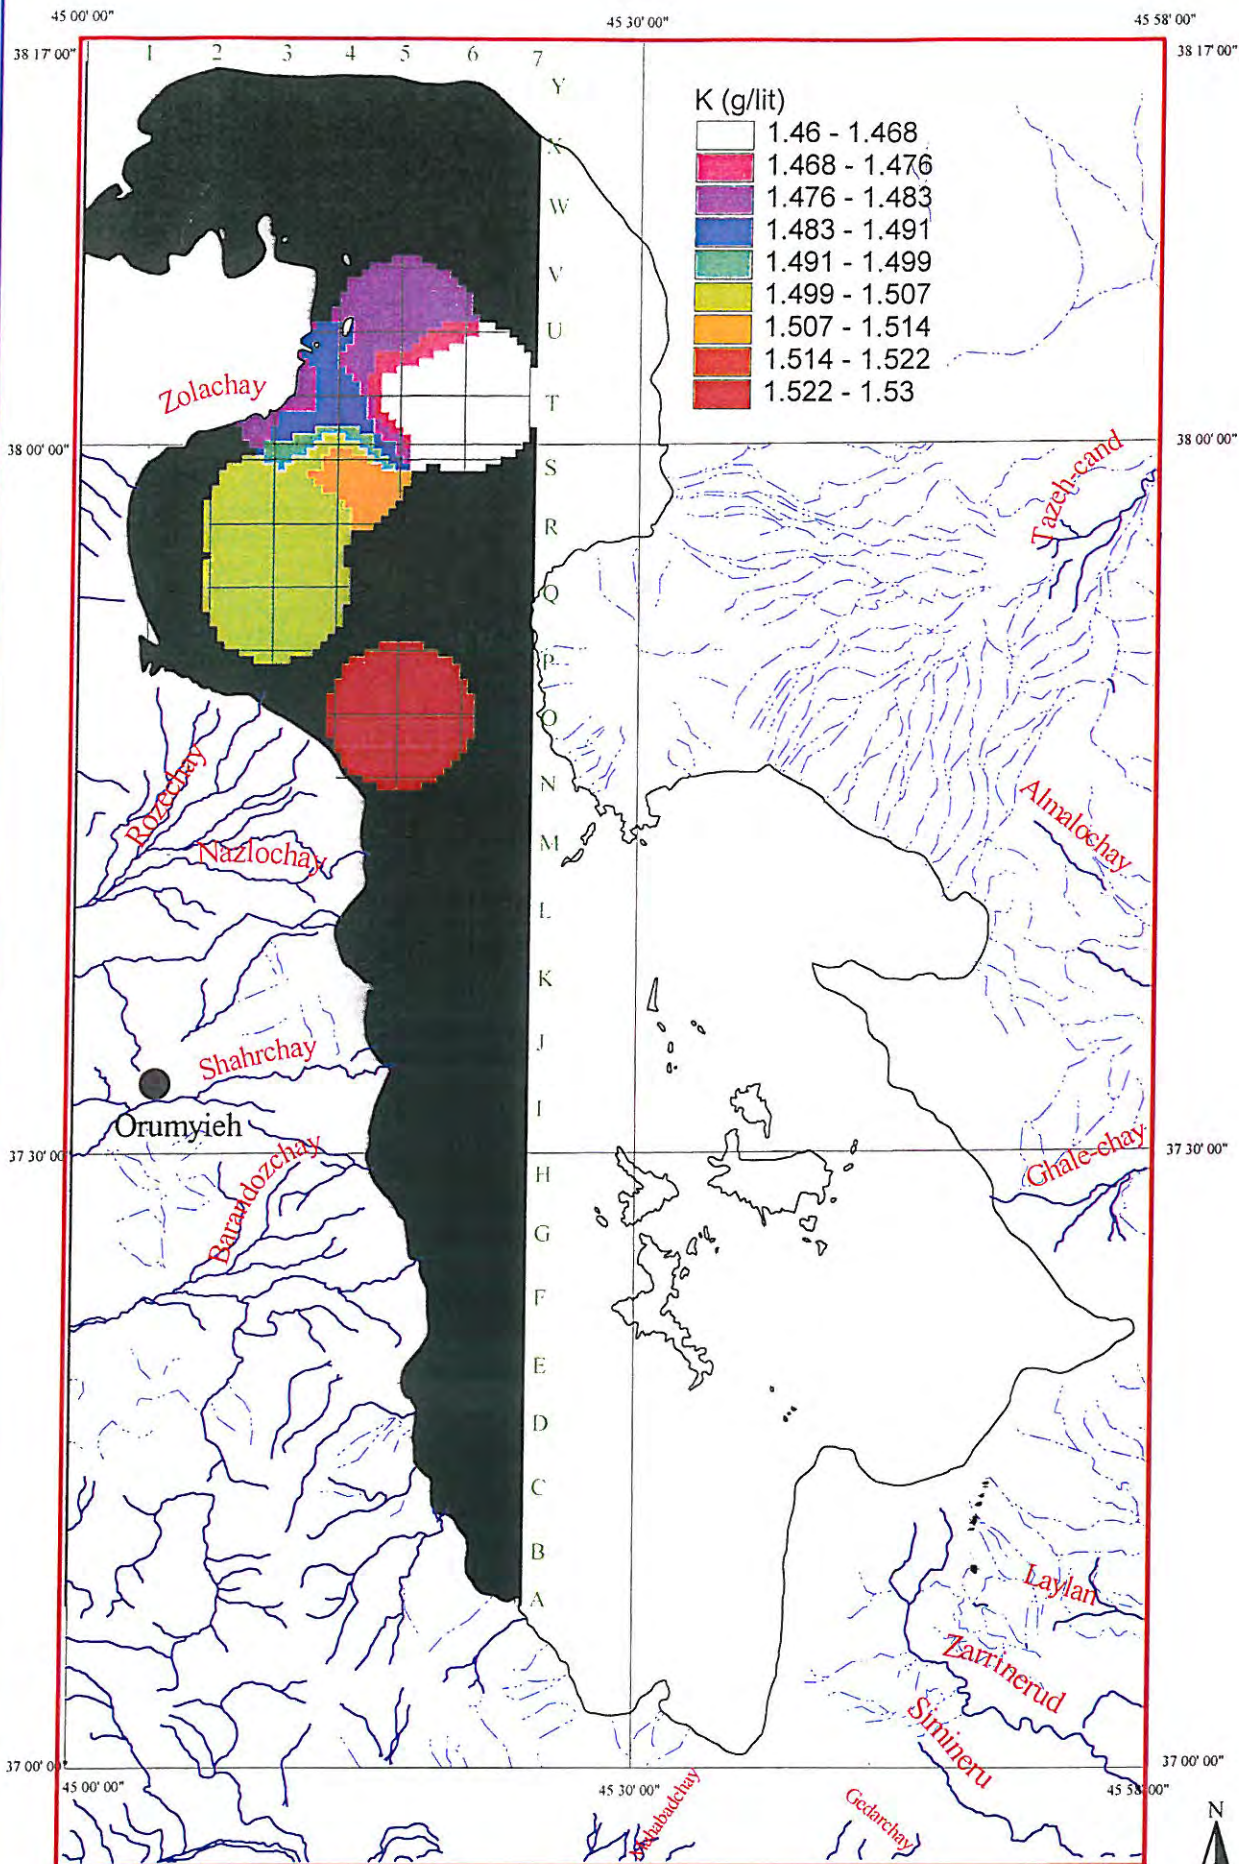 45 00' 00"
45 30' 00"
45 58' 00"
38 17' 00"
1 2 3 4 5 6 7
38 17' 00"
Y
K (g/lit)
1.46 - 1.468
1.468 - 1.476
1.476 - 1.483
1.483 - 1.491
1.491 - 1.499
1.499 - 1.507
1.507 - 1.514
1.514 - 1.522
1.522 - 1.53
X
W
V
U
T
Zolachay
38 00' 00"
38 00' 00"
S
Tazeh-cand
R
Q
P
O
N
Rozechay
Almalochay
M
Nazlochay
L
K
J
Shahrchay
I
Orumyieh
37 30' 00"
37 30' 00"
Ghale-chay
H
Barandozchay
G
F
E
D
C
B
Laylan
A
Zarrinerud
Simineru
37 00' 00"
37 00' 00"
45 00' 00"
45 30' 00"
45 58' 00"
Mahabadchay
Gedarchay
N